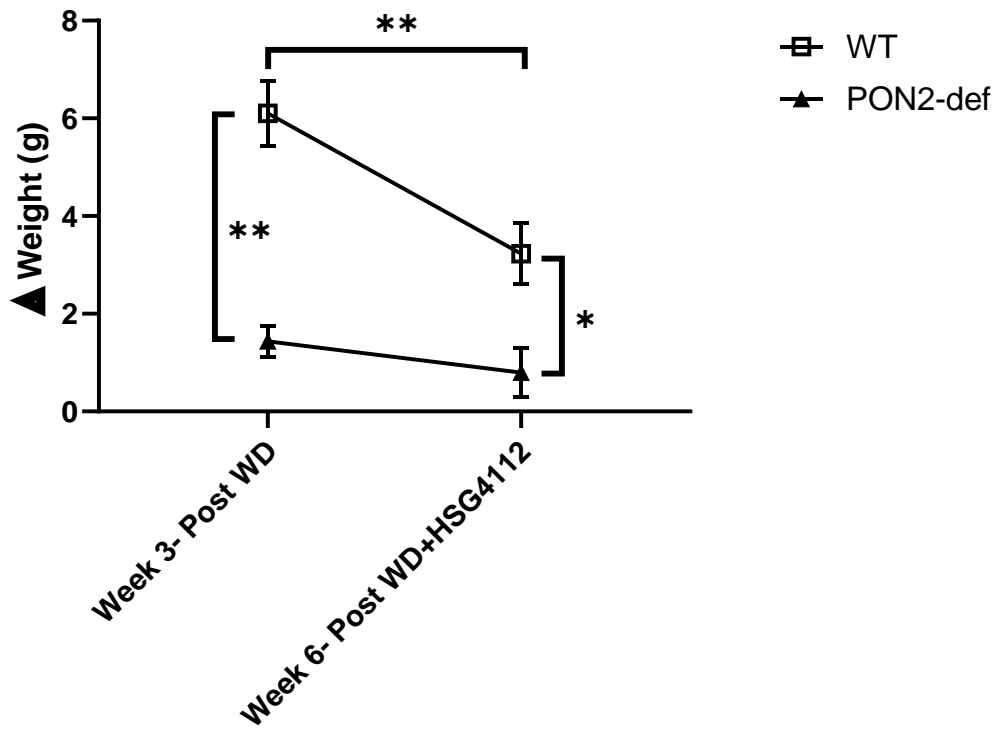 **
WT
PON2-def
8
6
4
2
0
▲ Weight (g)
**
*
Week 3- Post WD
Week 6- Post WD+HSG4112